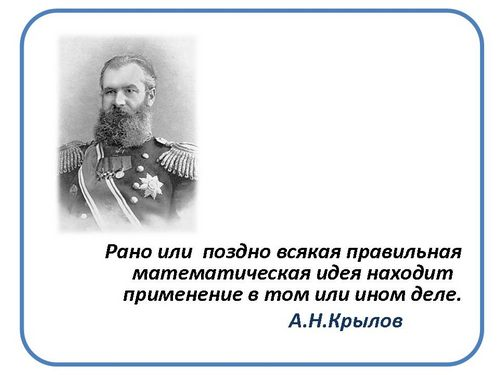 Рано или поздно всякая правильная
математическая идея находит
применение в том или ином деле.
А.Н.Крылов